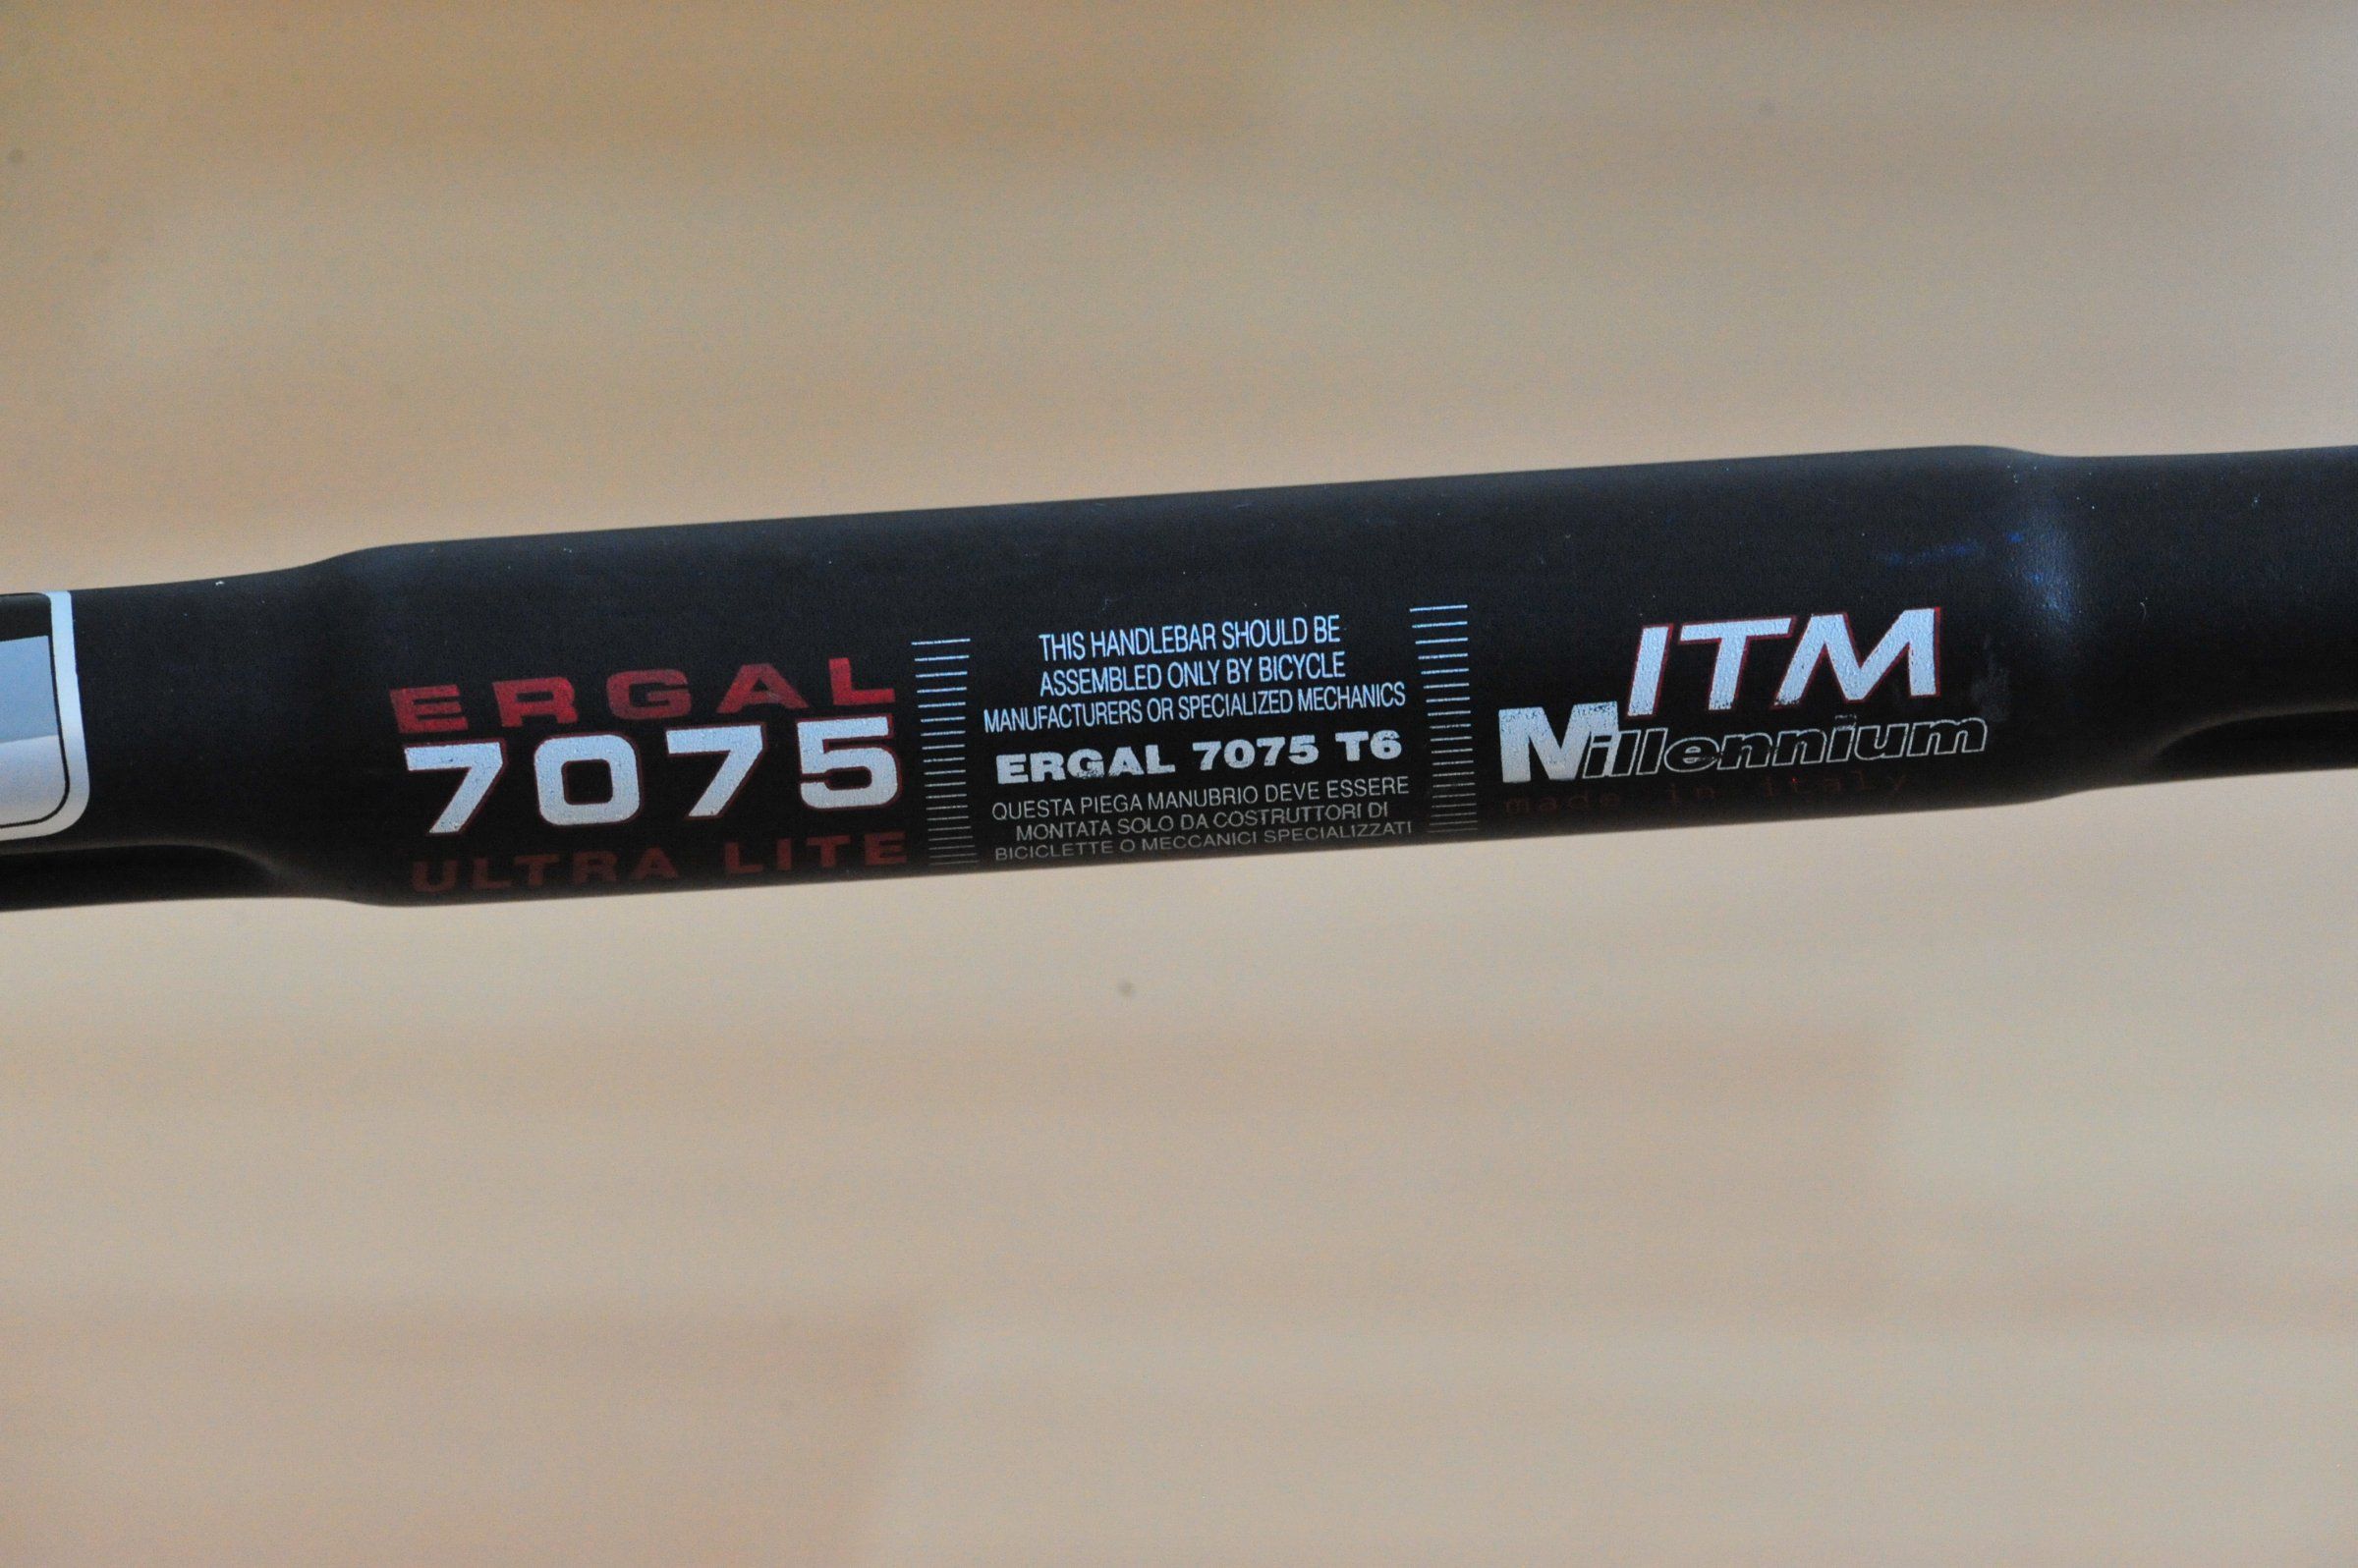 ERGAL
7075
ULTRA LITE
THIS HANDLEBAR SHOULD BE
ASSEMBLED ONLY BY BICYCLE
MANUFACTURERS OR SPECIALIZED MECHANICS
ERGAL 7075 T6
QUESTA PIEGA MANUBRIO DEVE ESSERE
MONTATA SOLO DA COSTRUTTORI DI
BICICLETTE O MECCANICI SPECIALIZZATI
ITM
Millennium
made in italy